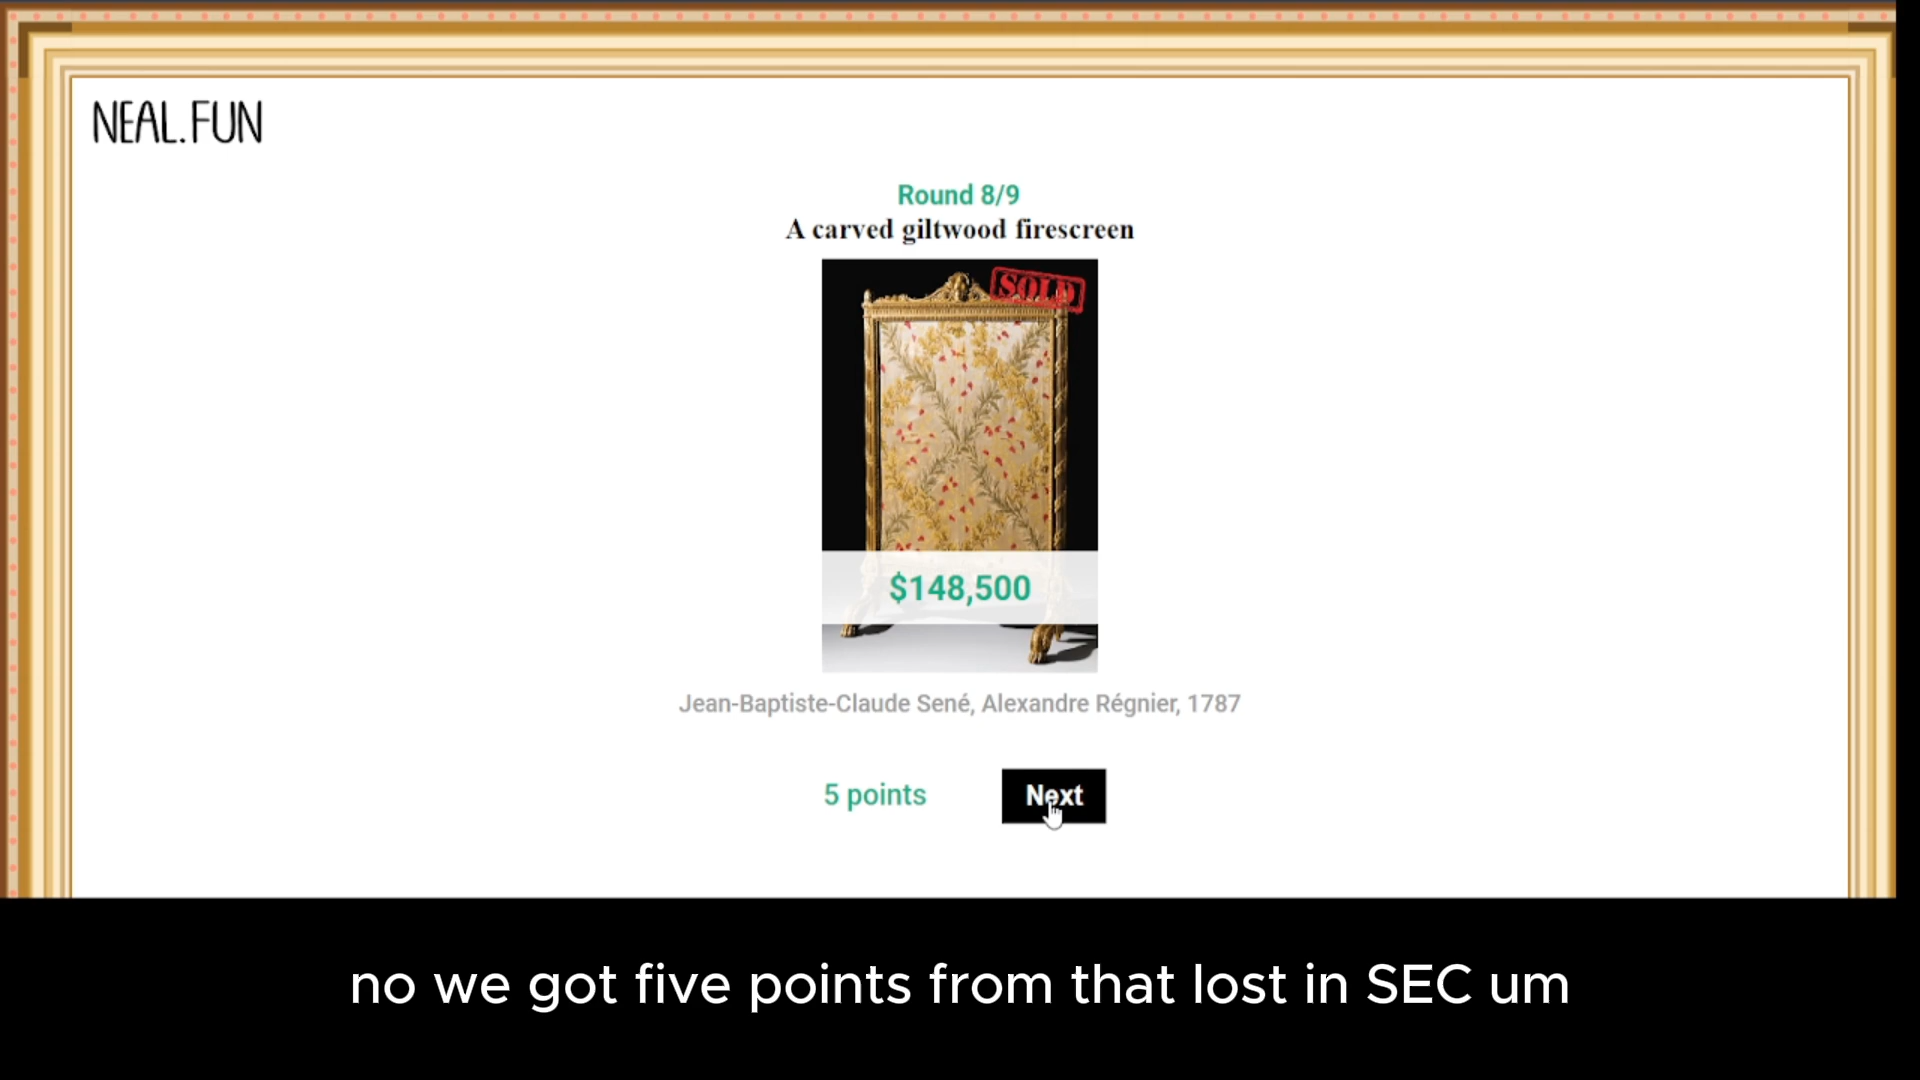 NEAL.FUN
Round 8/9
A carved giltwood firescreen
SOLD
$148,500
Jean-Baptiste-Claude Sené, Alexandre Régnier, 1787
5 points
Next
no we got five points from that lost in SEC um